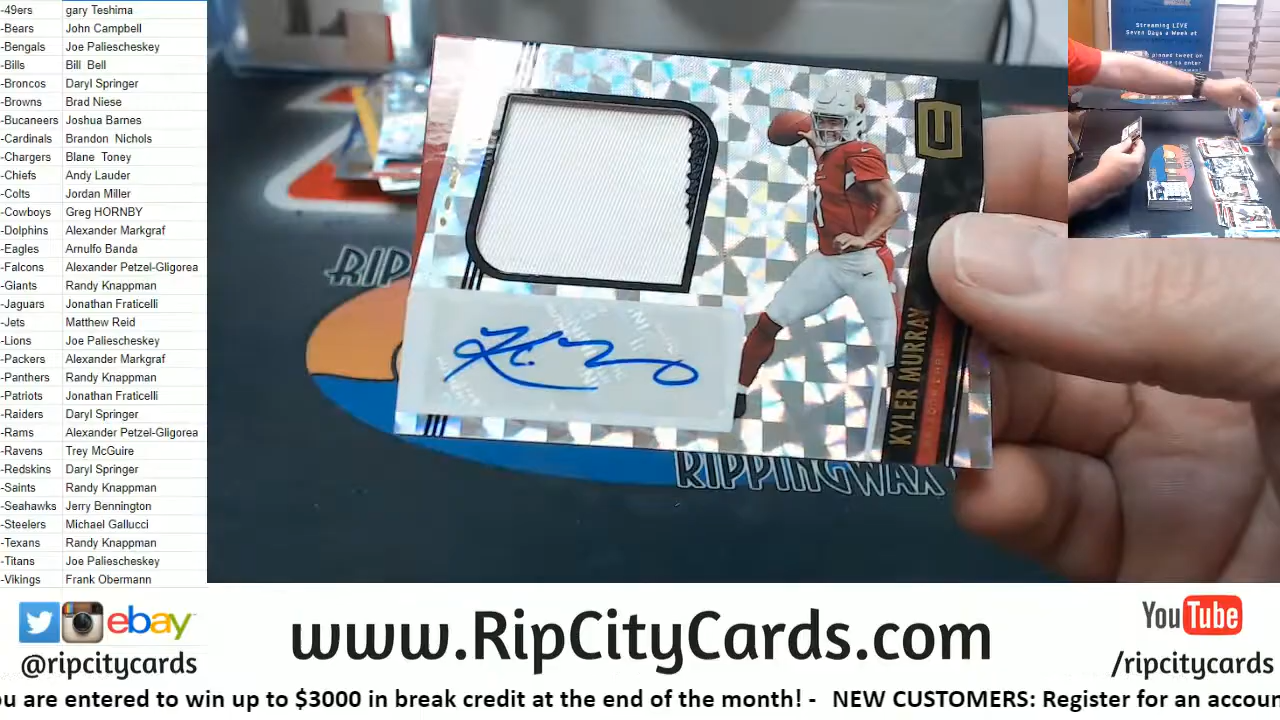 -49ers gary Teshima
-Bears John Campbell
-Bengals Joe Paliescheskey
-Bills Bill Bell
-Broncos Daryl Springer
-Browns Brad Niese
-Bucaneers Joshua Barnes
-Cardinals Brandon Nichols
-Chargers Blane Toney
-Chiefs Andy Lauder
-Colts Jordan Miller
-Cowboys Greg HORNBY
-Dolphins Alexander Markgraf
-Eagles Arnulfo Banda
-Falcons Alexander Petzel-Gligorea
-Giants Randy Knappman
-Jaguars Jonathan Fraticelli
-Jets Matthew Reid
-Lions Joe Paliescheskey
-Packers Alexander Markgraf
-Panthers Randy Knappman
-Patriots Jonathan Fraticelli
-Raiders Daryl Springer
-Rams Alexander Petzel-Gligorea
-Ravens Trey McGuire
-Redskins Daryl Springer
-Saints Randy Knappman
-Seahawks Jerry Bennington
-Steelers Michael Gallucci
-Texans Randy Knappman
-Titans Joe Paliescheskey
-Vikings Frank Obermann
KYLER MURRAY
1
RIP
RIPPINGWAX
Streaming LIVE
Seven Days a Week at
ebay
@ripcitycards
www.RipCityCards.com
YouTube
/ripcitycards
ou are entered to win up to $3000 in break credit at the end of the month! - NEW CUSTOMERS: Register for an accoun